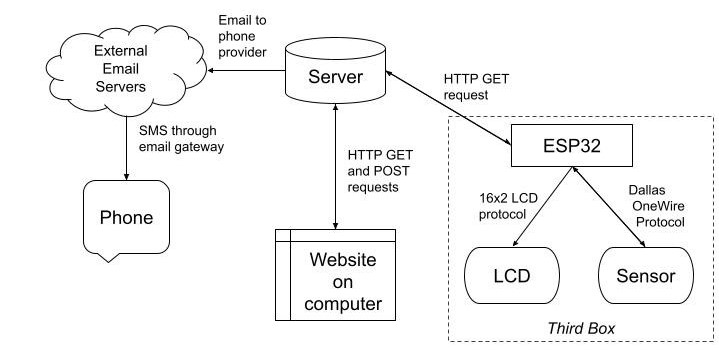 Email to
phone
provider
External
Email
Servers
Server
HTTP GET
request
SMS through
email gateway
HTTP GET
and POST
requests
ESP32
Phone
16x2 LCD
protocol
Dallas
OneWire
Protocol
Website
on
computer
LCD
Sensor
Third Box